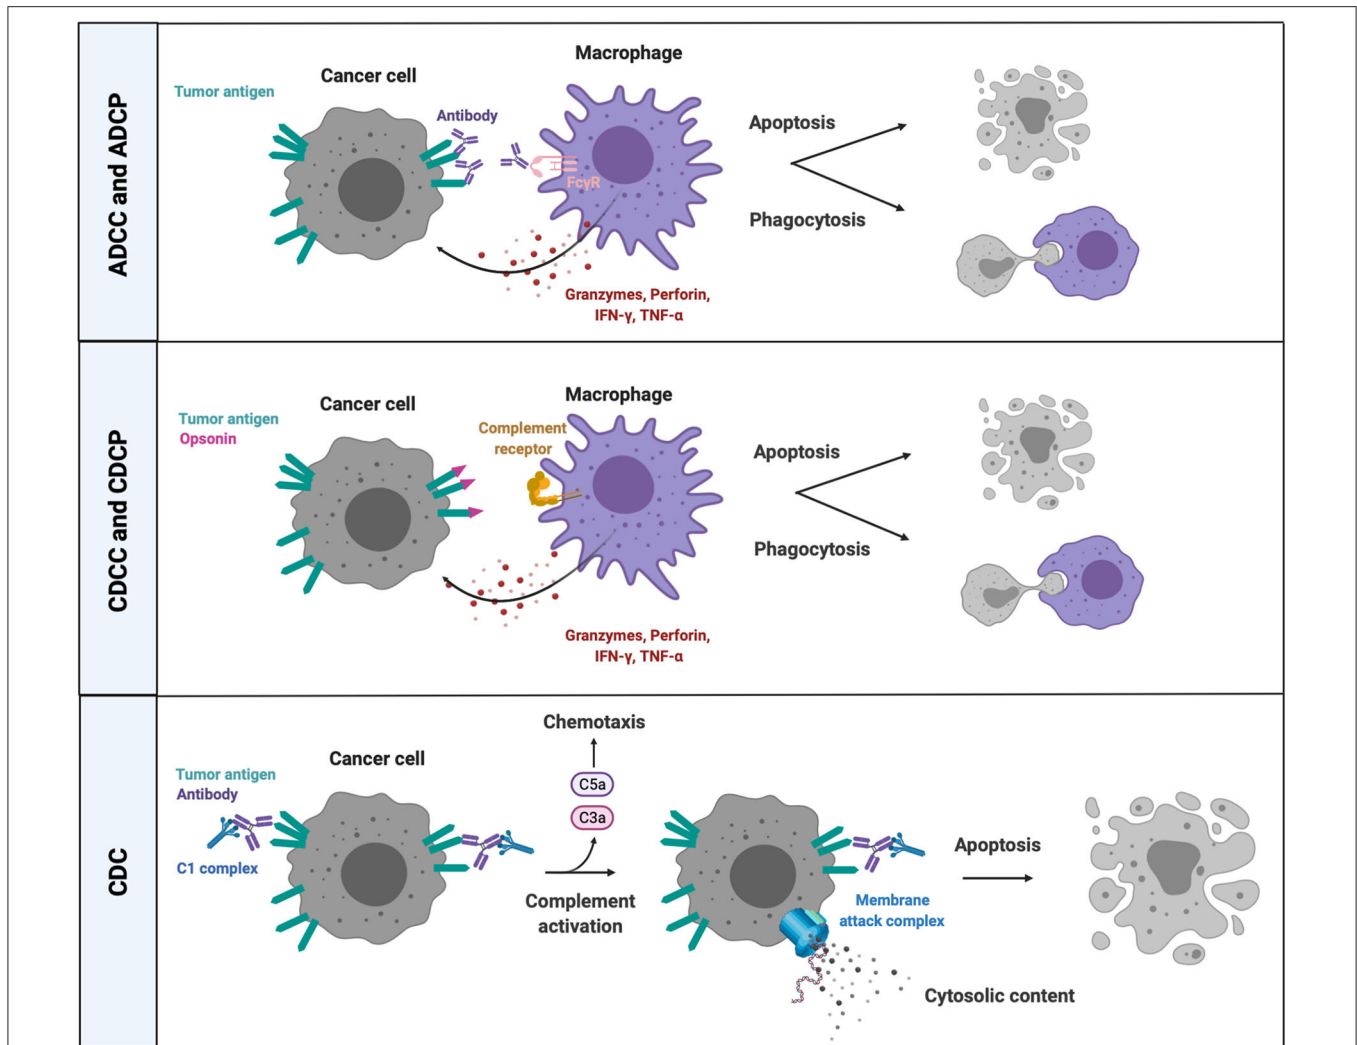 ADCC and ADCP
Tumor antigen
Cancer cell
Antibody
Macrophage
FcγR
Granzymes, Perforin,
IFN-γ, TNF-α
Apoptosis
Phagocytosis
CDCC and CDCP
Tumor antigen
Opsonin
Cancer cell
Complement
receptor
Macrophage
Granzymes, Perforin,
IFN-γ, TNF-α
Apoptosis
Phagocytosis
CDC
Tumor antigen
Antibody
C1 complex
Cancer cell
Chemotaxis
C5a
C3a
Complement
activation
Membrane
attack complex
Cytosolic content
Apoptosis